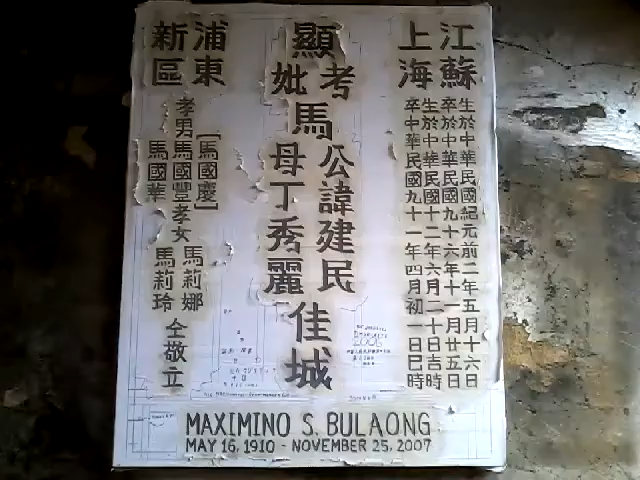 江蘇
上海
生於中華民國紀元前二年五月十六日
卒於中華民國九十六年十一月廿五日
生於中華民國十二年六月二十日吉時
卒中華民國九十一年四月初一日巳時
顯
考
妣
馬
公諱建民
母丁秀麗
佳城
浦東
新區
孝男
[馬國慶]
馬國豐
馬國華
孝女
馬莉娜
馬莉玲
仝敬立
MAXIMINO S. BULAONG
MAY 16, 1910 - NOVEMBER 25, 2007